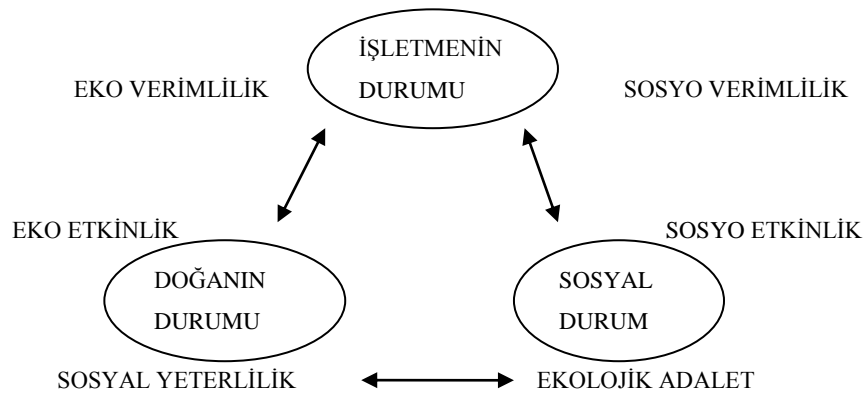 İŞLETMENİN
DURUMU
EKO VERİMLİLİK
SOSYO VERİMLİLİK
EKO ETKİNLİK
SOSYO ETKİNLİK
DOĞANIN
DURUMU
SOSYAL
DURUM
SOSYAL YETERLİLİK
EKOLOJİK ADALET